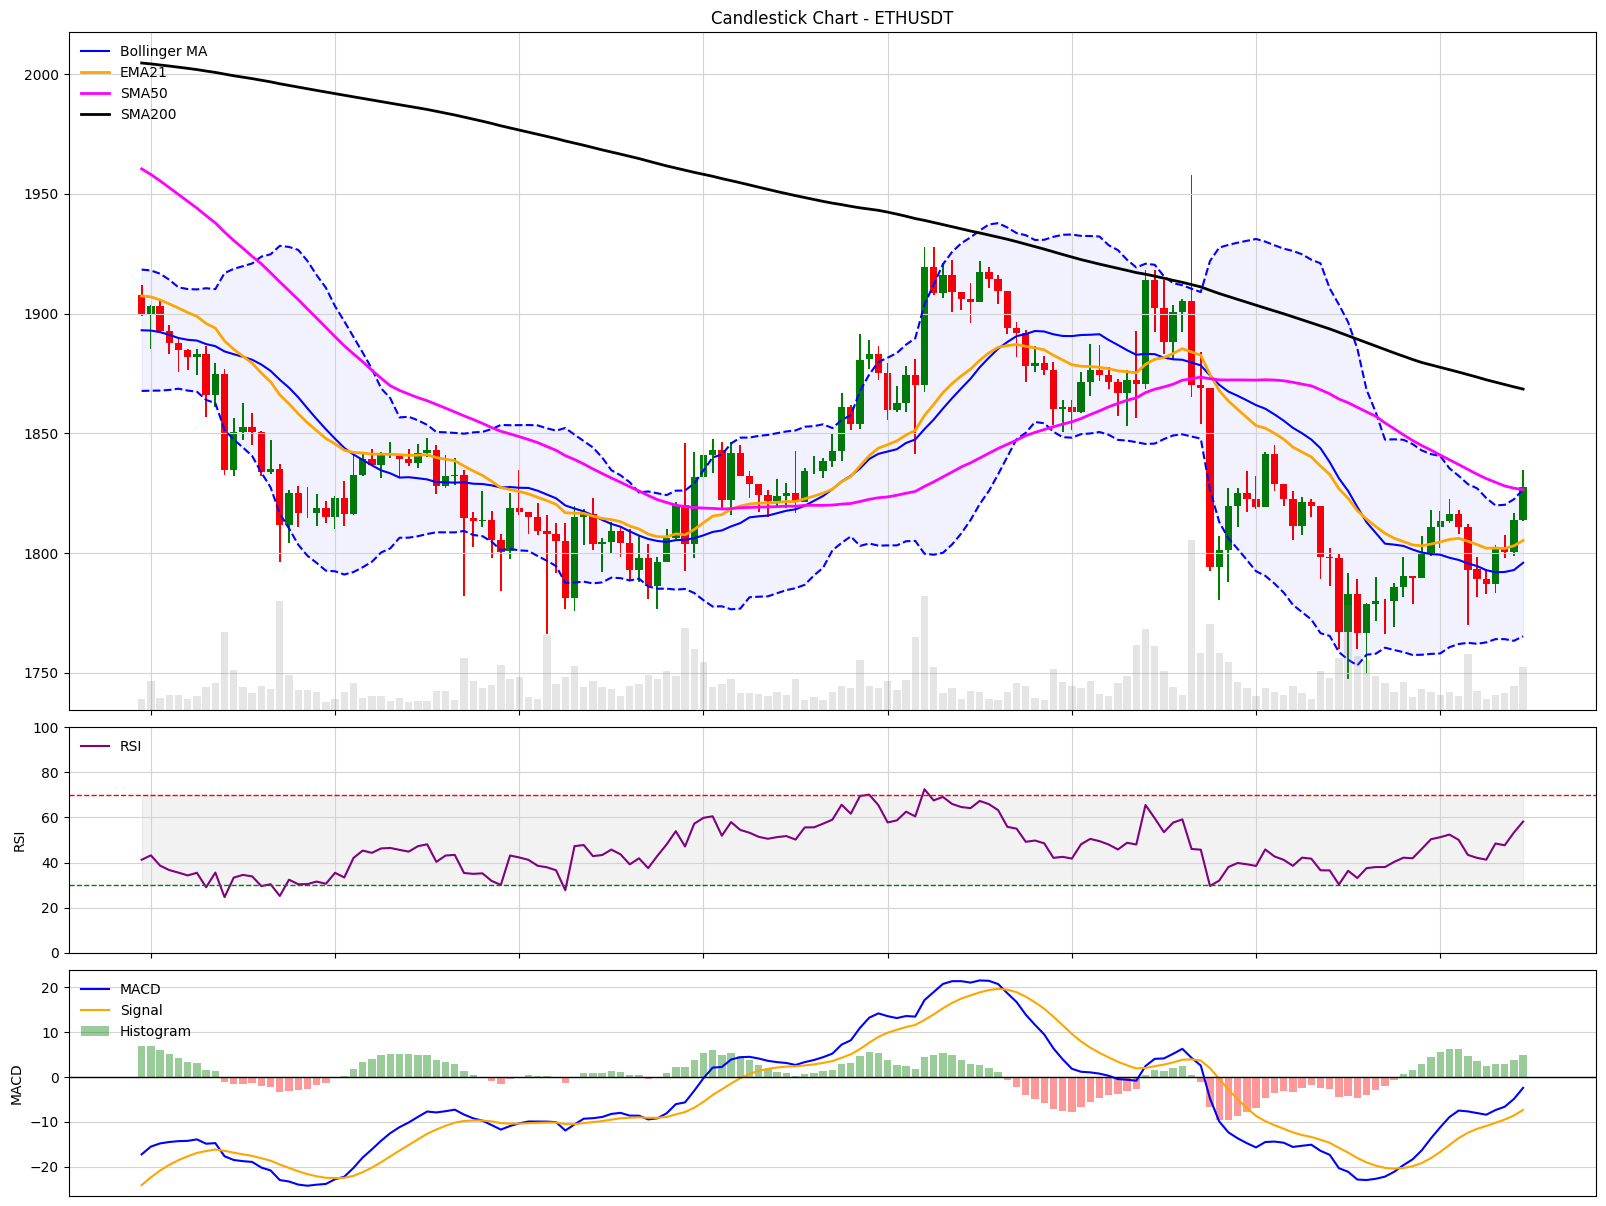 Candlestick Chart - ETHUSDT
Bollinger MA
EMA21
SMA50
SMA200
2000
1950
1900
1850
1800
1750
RSI
100
80
60
40
20
0
RSI
MACD
Signal
Histogram
20
10
0
−10
−20
MACD